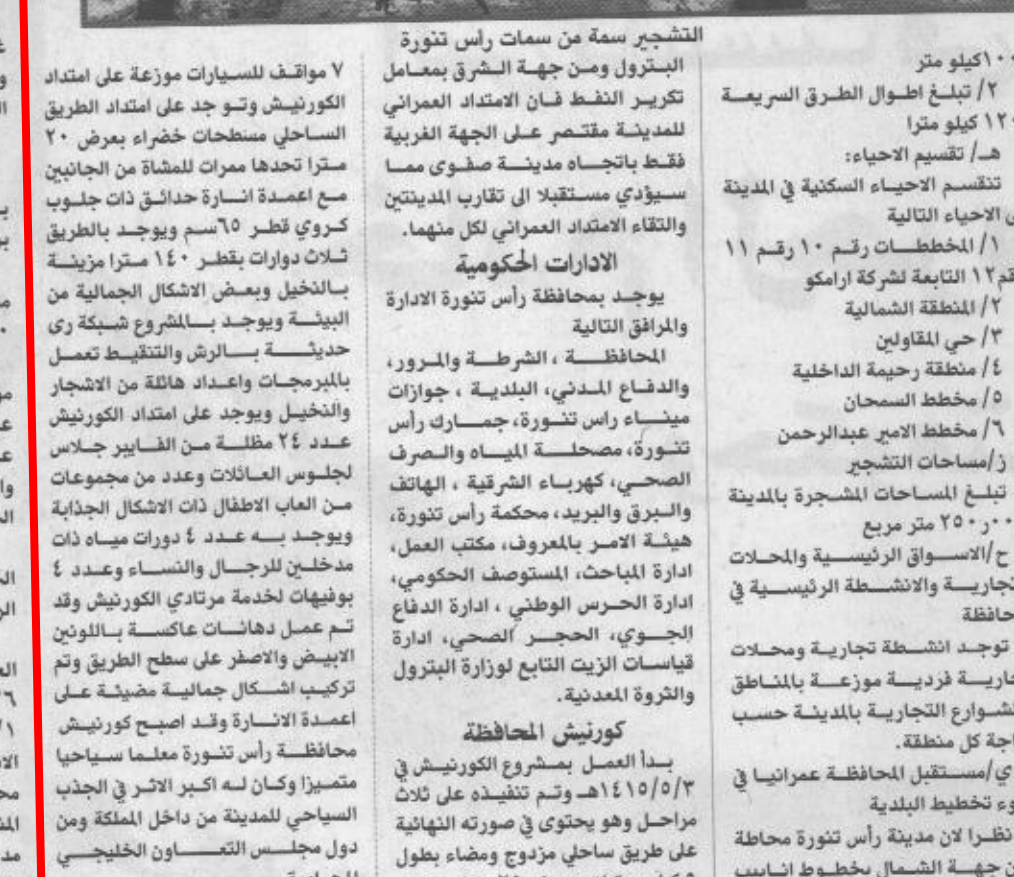 التشجير سمة من سمات رأس تنورة
كيلو متر
٢/ تبلغ اطوال الطرق السريعة
كيلو مترا
هـ/ تقسيم الاحياء:
تنقسم الاحياء السكنية في المدينة
الاحياء التالية
١/ المخططات رقم ١٠ رقم ١١
التابعة لشركة ارامكو
٢/ المنطقة الشمالية
٣/ حي المقاولين
٤/ منطقة رحيمة الداخلية
٥/ مخطط السمحان
٦/ مخطط الامير عبدالرحمن
ز/مساحات التشجير
تبلغ المساحات المشجرة بالمدينة
متر مربع
ح/الاسواق الرئيسية والمحلات
والانشطة الرئيسية في
توجد انشطة تجارية ومحلات
فردية موزعة بالمناطق
التجارية بالمدينة حسب
كل منطقة.
ي/مستقبل المحافظة عمرانيا في
تخطيط البلدية
نظرا لان مدينة رأس تنورة محاطة
جهة الشمال بخطوط انابيب
البترول ومن جهة الشرق بمعامل
تكرير النفط فان الامتداد العمراني
للمدينة مقتصر على الجهة الغربية
فقط باتجاه مدينة صفوى مما
سيؤدي مستقبلا الى تقارب المدينتين
والتقاء الامتداد العمراني لكل منهما.
الادارات الحكومية
يوجد بمحافظة رأس تنورة الادارة
والمرافق التالية
المحافظة ، الشرطة والمرور،
والدفاع المدني، البلدية ، جوازات
ميناء راس تنورة، جمارك رأس
تنورة، مصحلة المياه والصرف
الصحي، كهرباء الشرقية ، الهاتف
والبرق والبريد، محكمة رأس تنورة،
هيئة الامر بالمعروف، مكتب العمل،
ادارة المباحث، المستوصف الحكومي،
ادارة الحرس الوطني ، ادارة الدفاع
الجوي، الحجر الصحي، ادارة
قياسات الزيت التابع لوزارة البترول
والثروة المعدنية.
كورنيش المحافظة
بدأ العمل بمشروع الكورنيش في
١٤١٥/٥/٣هـ وتم تنفيذه على ثلاث
مراحل وهو يحتوى في صورته النهائية
على طريق ساحلي مزدوج ومضاء بطول
٧ مواقف للسيارات موزعة على امتداد
الكورنيش وتو جد على امتداد الطريق
الساحلي مسطحات خضراء بعرض ٢٠
مترا تحدها ممرات للمشاة من الجانبين
مع اعمدة انارة حدائق ذات جلوب
كروي قطر ٦٥سم ويوجد بالطريق
ثلاث دوارات بقطر ١٤٠ مترا مزينة
بالنخيل وبعض الاشكال الجمالية من
البيئة ويوجد بالمشروع شبكة رى
حديثة بالرش والتنقيط تعمل
بالمبرمجات واعداد هائلة من الاشجار
والنخيل ويوجد على امتداد الكورنيش
عدد ٢٤ مظلة من الفايبر جلاس
لجلوس العائلات وعدد من مجموعات
من العاب الاطفال ذات الاشكال الجذابة
ويوجد به عدد ٤ دورات مياه ذات
مدخلين للرجال والنساء وعدد ٤
بوفيهات لخدمة مرتادي الكورنيش وقد
تم عمل دهانات عاكسة باللونين
الابيض والاصفر على سطح الطريق وتم
تركيب اشكال جمالية مضيئة على
اعمدة الانارة وقد اصبح كورنيش
محافظة رأس تنورة معلما سياحيا
متميزا وكان له اكبر الاثر في الجذب
السياحي للمدينة من داخل المملكة ومن
دول مجلس التعاون الخليجي